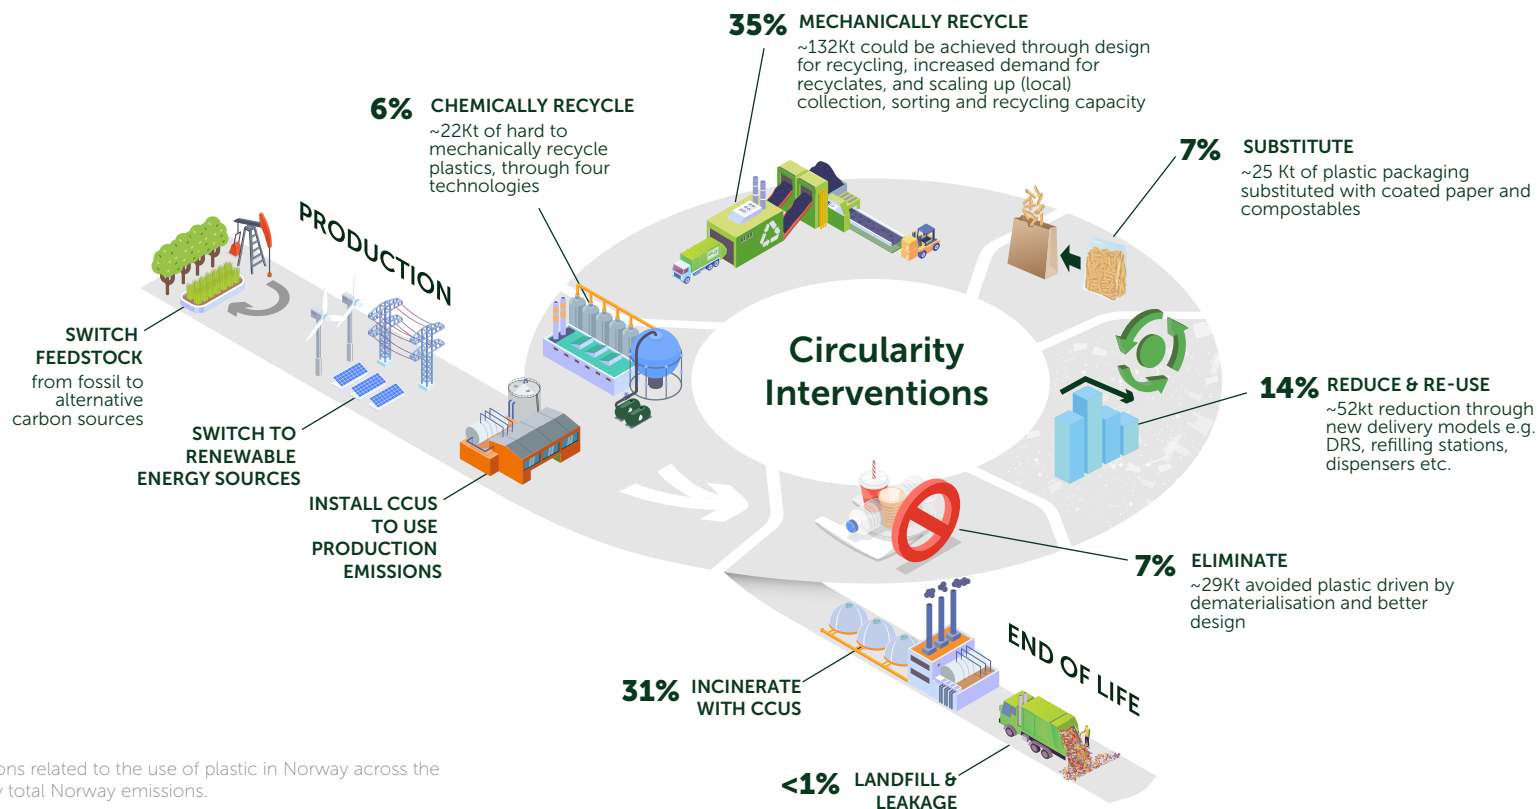 35% MECHANICALLY RECYCLE
~132Kt could be achieved through design
for recycling, increased demand for
recyclates, and scaling up (local)
collection, sorting and recycling capacity
6% CHEMICALLY RECYCLE
~22Kt of hard to
mechanically recycle
plastics, through four
technologies
7% SUBSTITUTE
~25 Kt of plastic packaging
substituted with coated paper and
compostables
PRODUCTION
SWITCH
FEEDSTOCK
from fossil to
alternative
carbon sources
SWITCH TO
RENEWABLE
ENERGY SOURCES
INSTALL CCUS
TO USE
PRODUCTION
EMISSIONS
Circularity
Interventions
14% REDUCE & RE-USE
~52kt reduction through
new delivery models e.g.
DRS, refilling stations,
dispensers etc.
7% ELIMINATE
~29Kt avoided plastic driven by
dematerialisation and better
design
END OF LIFE
31% INCINERATE
WITH CCUS
<1% LANDFILL &
LEAKAGE
ons related to the use of plastic in Norway across the
total Norway emissions.